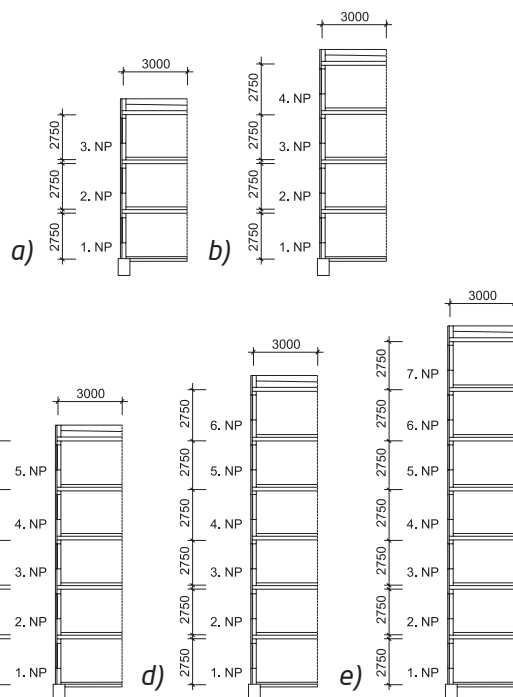 3000
2750
3. NP
2750
2. NP
2750
1. NP
a)
3000
2750
4. NP
2750
3. NP
2750
2. NP
2750
1. NP
b)
3000
5. NP
4. NP
3. NP
2. NP
1. NP
3000
2750
6. NP
2750
5. NP
2750
4. NP
2750
3. NP
2750
2. NP
2750
1. NP
d)
3000
2750
7. NP
2750
6. NP
2750
5. NP
2750
4. NP
2750
3. NP
2750
2. NP
2750
1. NP
e)